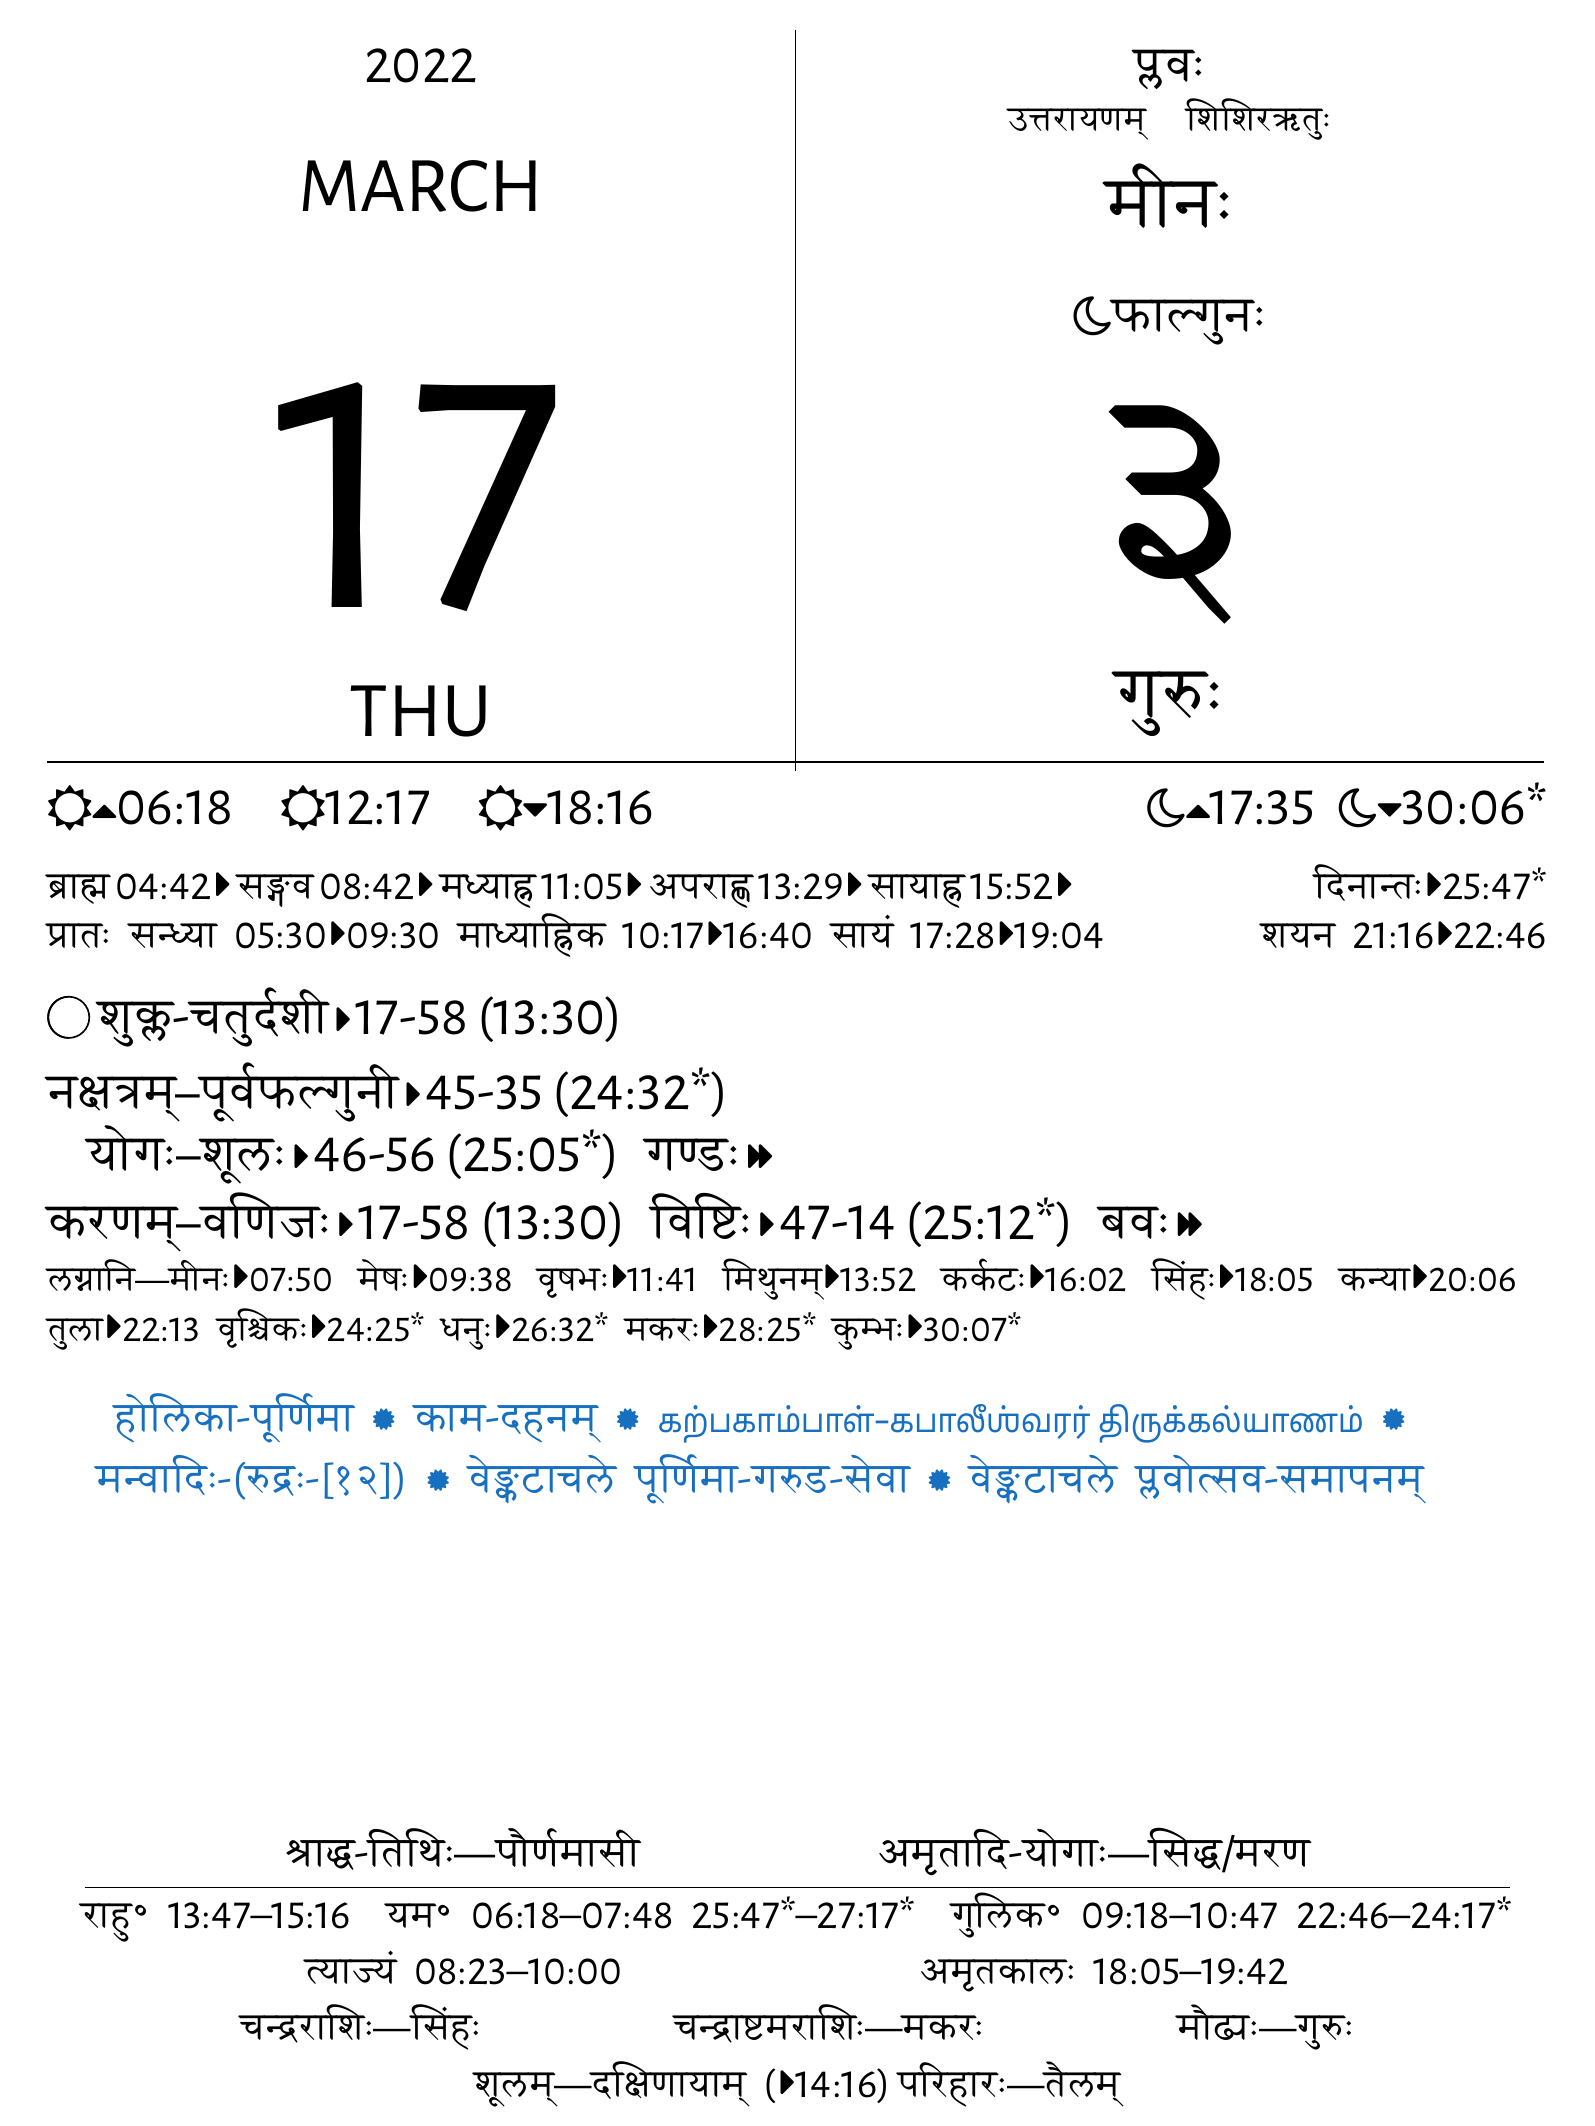 2022
MARCH
17
THU
प्लवः
उत्तरायणम् शिशिरऋतुः
मीनः
फाल्गुनः
३
गुरुः
06:18 12:17 18:16 17:35 30:06*
ब्राह्म 04:42 सङ्गव 08:42 मध्याह्न 11:05 अपराह्ण 13:29 सायाह्न 15:52 दिनान्तः 25:47*
प्रातः सन्ध्या 05:30 09:30 माध्याह्निक 10:17 16:40 सायं 17:28 19:04 शयन 21:16 22:46
शुक्ल-चतुर्दशी 17-58 (13:30)
नक्षत्रम्–पूर्वफल्गुनी 45-35 (24:32*)
योगः–शूलः 46-56 (25:05*) गण्डः
करणम्–वणिजः 17-58 (13:30) विष्टिः 47-14 (25:12*) बवः
लग्नानि—मीनः 07:50 मेषः 09:38 वृषभः 11:41 मिथुनम् 13:52 कर्कटः 16:02 सिंहः 18:05 कन्या 20:06
तुला 22:13 वृश्चिकः 24:25* धनुः 26:32* मकरः 28:25* कुम्भः 30:07*
होलिका-पूर्णिमा ✹ काम-दहनम् ✹ கற்பகாம்பாள்-கபாலீஶ்வரர் திருக்கல்யாணம் ✹
मन्वादिः-(रुद्रः-[१२]) ✹ वेङ्कटाचले पूर्णिमा-गरुड-सेवा ✹ वेङ्कटाचले प्लवोत्सव-समापनम्
श्राद्ध-तिथिः—पौर्णमासी अमृतादि-योगाः—सिद्ध/मरण
राहु॰ 13:47–15:16 यम॰ 06:18–07:48 25:47*–27:17* गुलिक॰ 09:18–10:47 22:46–24:17*
त्याज्यं 08:23–10:00 अमृतकालः 18:05–19:42
चन्द्रराशिः—सिंहः चन्द्राष्टमराशिः—मकरः मौढ्यः—गुरुः
शूलम्—दक्षिणायाम् (14:16) परिहारः—तैलम्